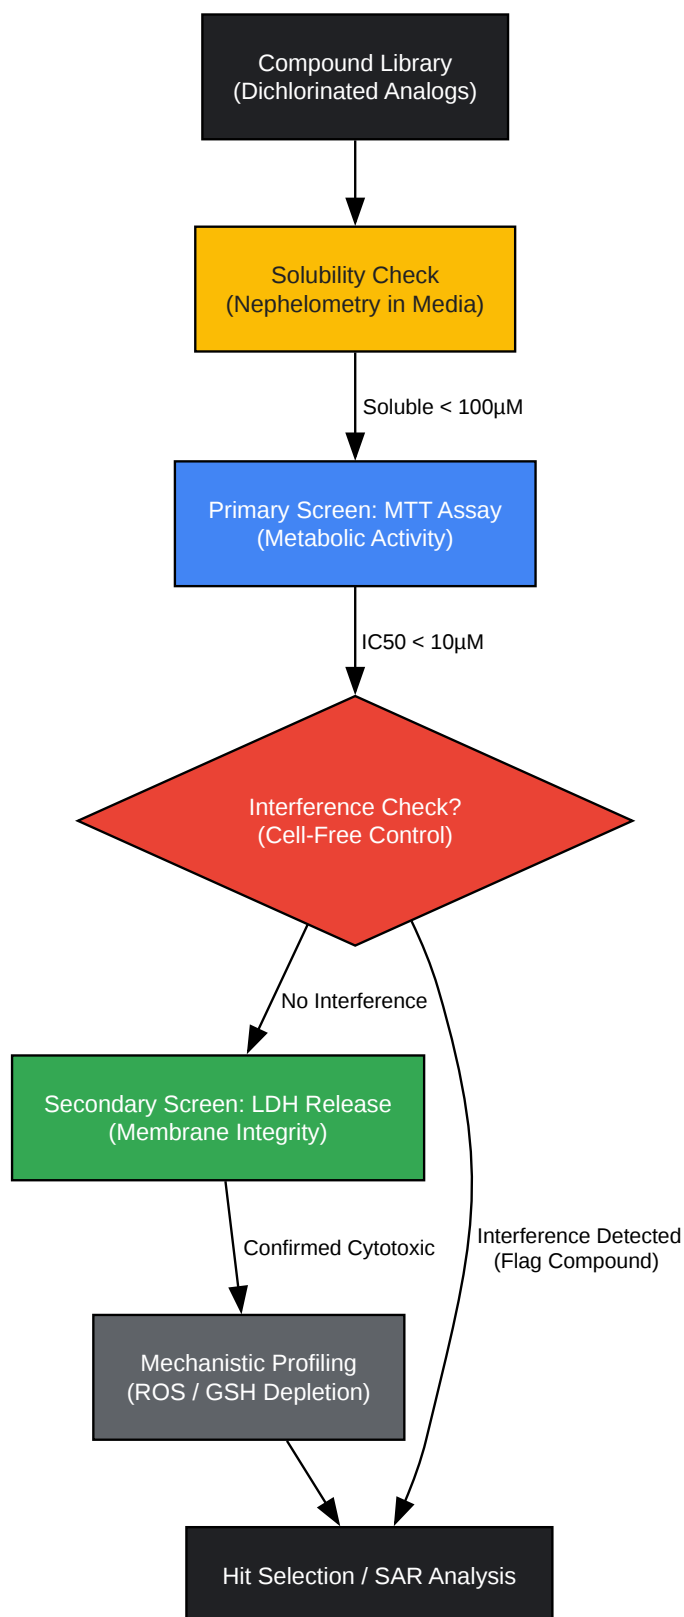 Compound Library
(Dichlorinated Analogs)
Solubility Check
(Nephelometry in Media)
Soluble < 100µM
Primary Screen: MTT Assay
(Metabolic Activity)
IC50 < 10µM
Interference Check?
(Cell-Free Control)
No Interference
Secondary Screen: LDH Release
(Membrane Integrity)
Interference Detected
(Flag Compound)
Confirmed Cytotoxic
Mechanistic Profiling
(ROS / GSH Depletion)
Hit Selection / SAR Analysis